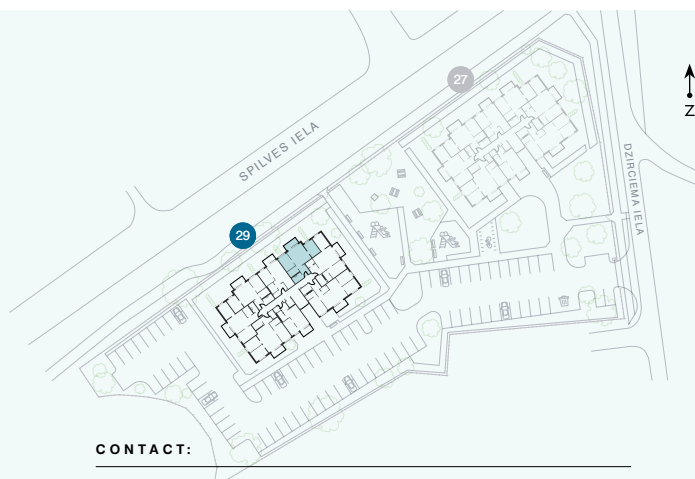 27
Z
SPILVES IELA
DZIRCIEMA IELA
29
CONTACT: